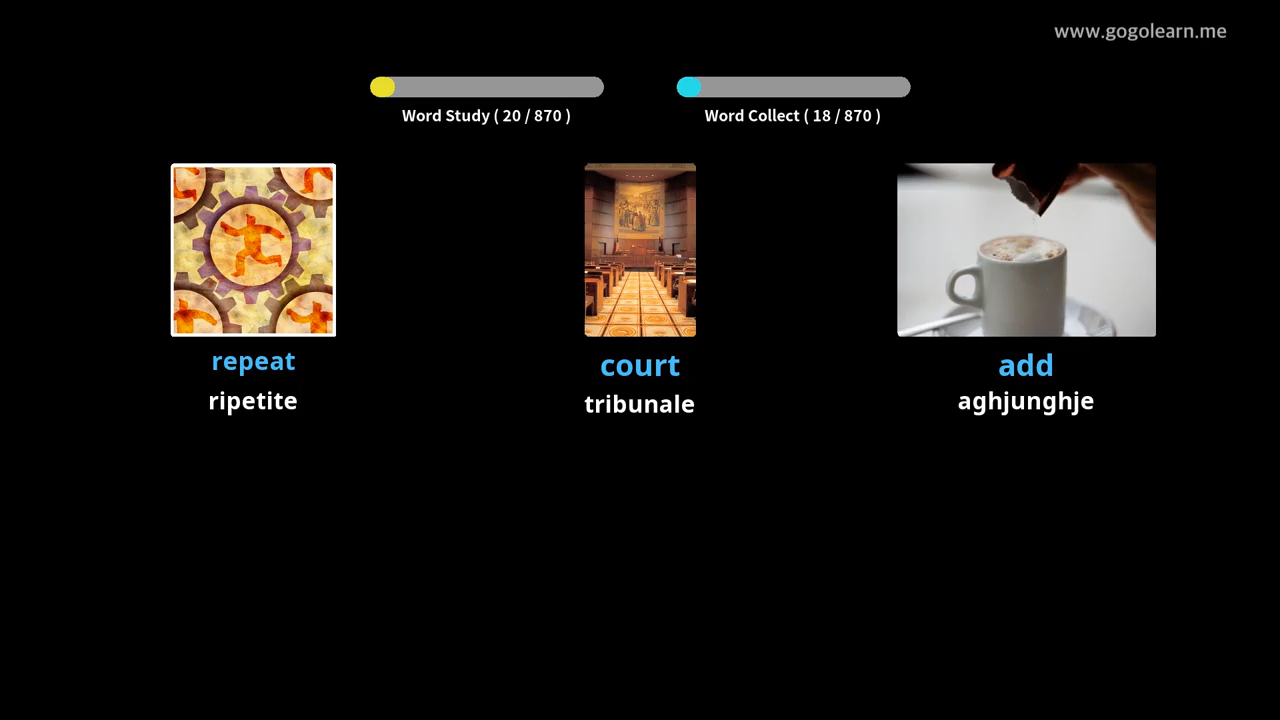 www.gogolearn.me
Word Study ( 20 / 870 )
Word Collect ( 18 / 870 )
repeat
ripetite
court
tribunale
add
aghjunghje